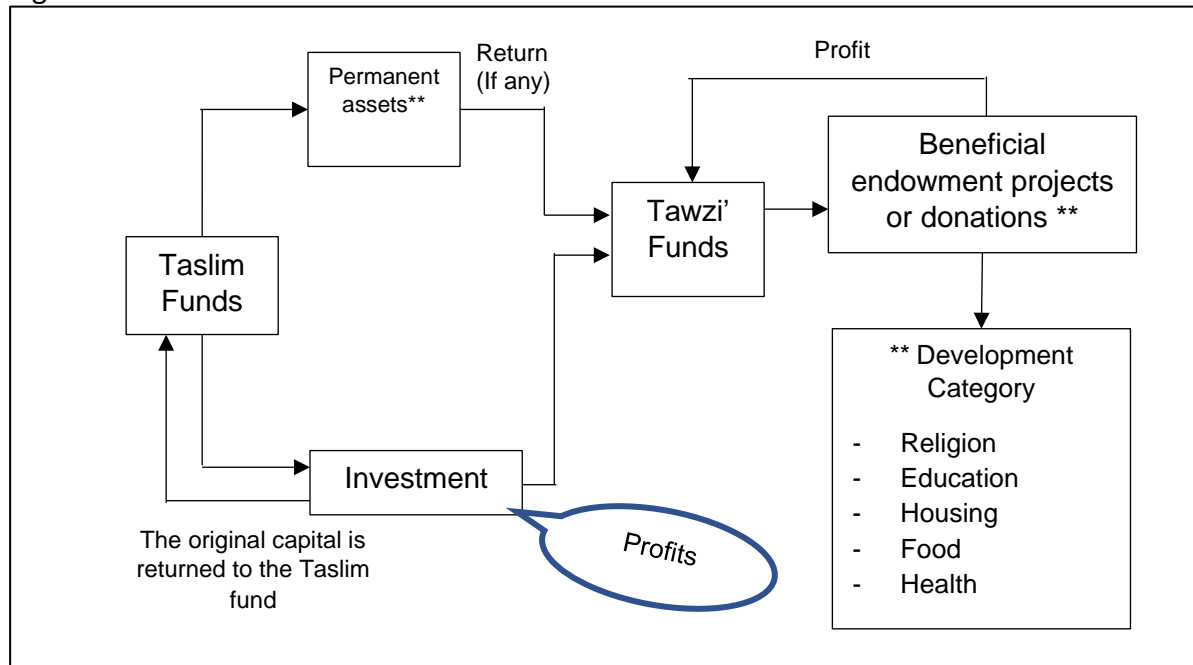 Permanent
assets**
Return
(If any)
Profit
Beneficial
endowment projects
or donations **
Tawzi’
Funds
Taslim
Funds
Investment
Profits
The original capital is
returned to the Taslim
fund
** Development
Category
- Religion
- Education
- Housing
- Food
- Health